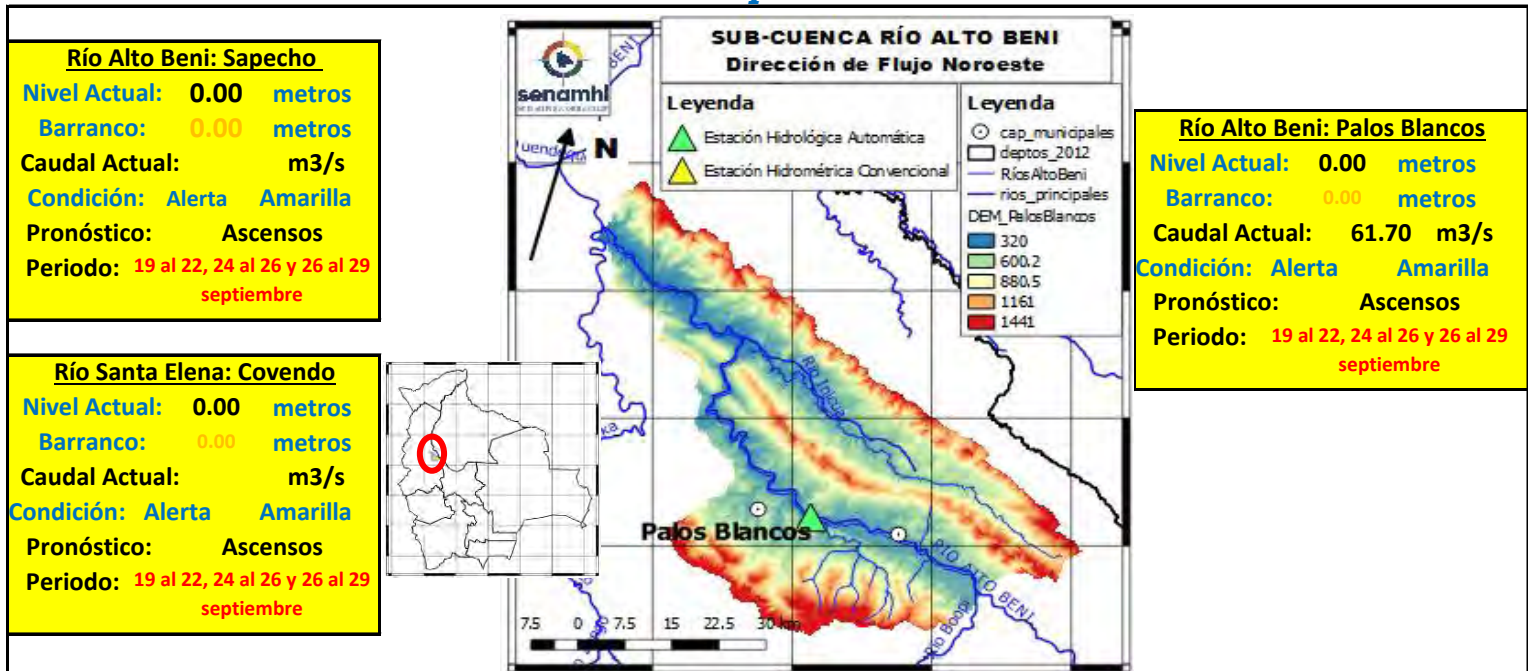 Río Alto Beni: Sapecho
Nivel Actual: 0.00 metros
Barranco: 0.00 metros
Caudal Actual: m3/s
Condición: Alerta Amarilla
Pronóstico: Ascensos
Periodo: 19 al 22, 24 al 26 y 26 al 29
septiembre
Río Santa Elena: Covendo
Nivel Actual: 0.00 metros
Barranco: 0.00 metros
Caudal Actual: m3/s
Condición: Alerta Amarilla
Pronóstico: Ascensos
Periodo: 19 al 22, 24 al 26 y 26 al 29
septiembre
SUB-CUENCA RÍO ALTO BENI
Dirección de Flujo Noroeste
senamhi
BENI
N
Leyenda
Estación Hidrológica Automática
Estación Hidrométrica Convencional
Leyenda
cap_municipales
deptos_2012
RíosAltoBeni
rios_principales
DEM_PalosBlancos
320
600.2
880.5
1161
1441
Río Inicua
Palos Blancos
RÍO ALTO BENI
Río Boopi
7.5 0 7.5 15 22.5 30 km
Río Alto Beni: Palos Blancos
Nivel Actual: 0.00 metros
Barranco: 0.00 metros
Caudal Actual: 61.70 m3/s
Condición: Alerta Amarilla
Pronóstico: Ascensos
Periodo: 19 al 22, 24 al 26 y 26 al 29
septiembre